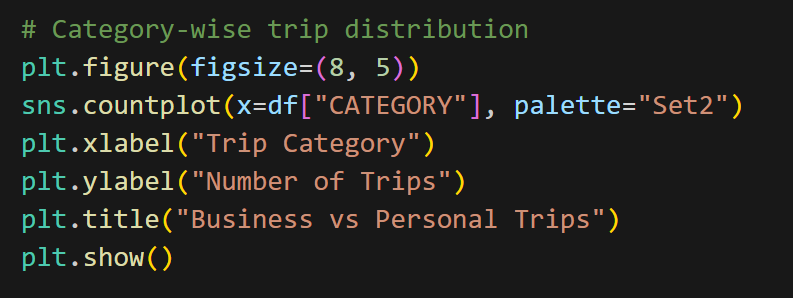 # Category-wise trip distribution
plt.figure(figsize=(8, 5))
sns.countplot(x=df["CATEGORY"], palette="Set2")
plt.xlabel("Trip Category")
plt.ylabel("Number of Trips")
plt.title("Business vs Personal Trips")
plt.show()